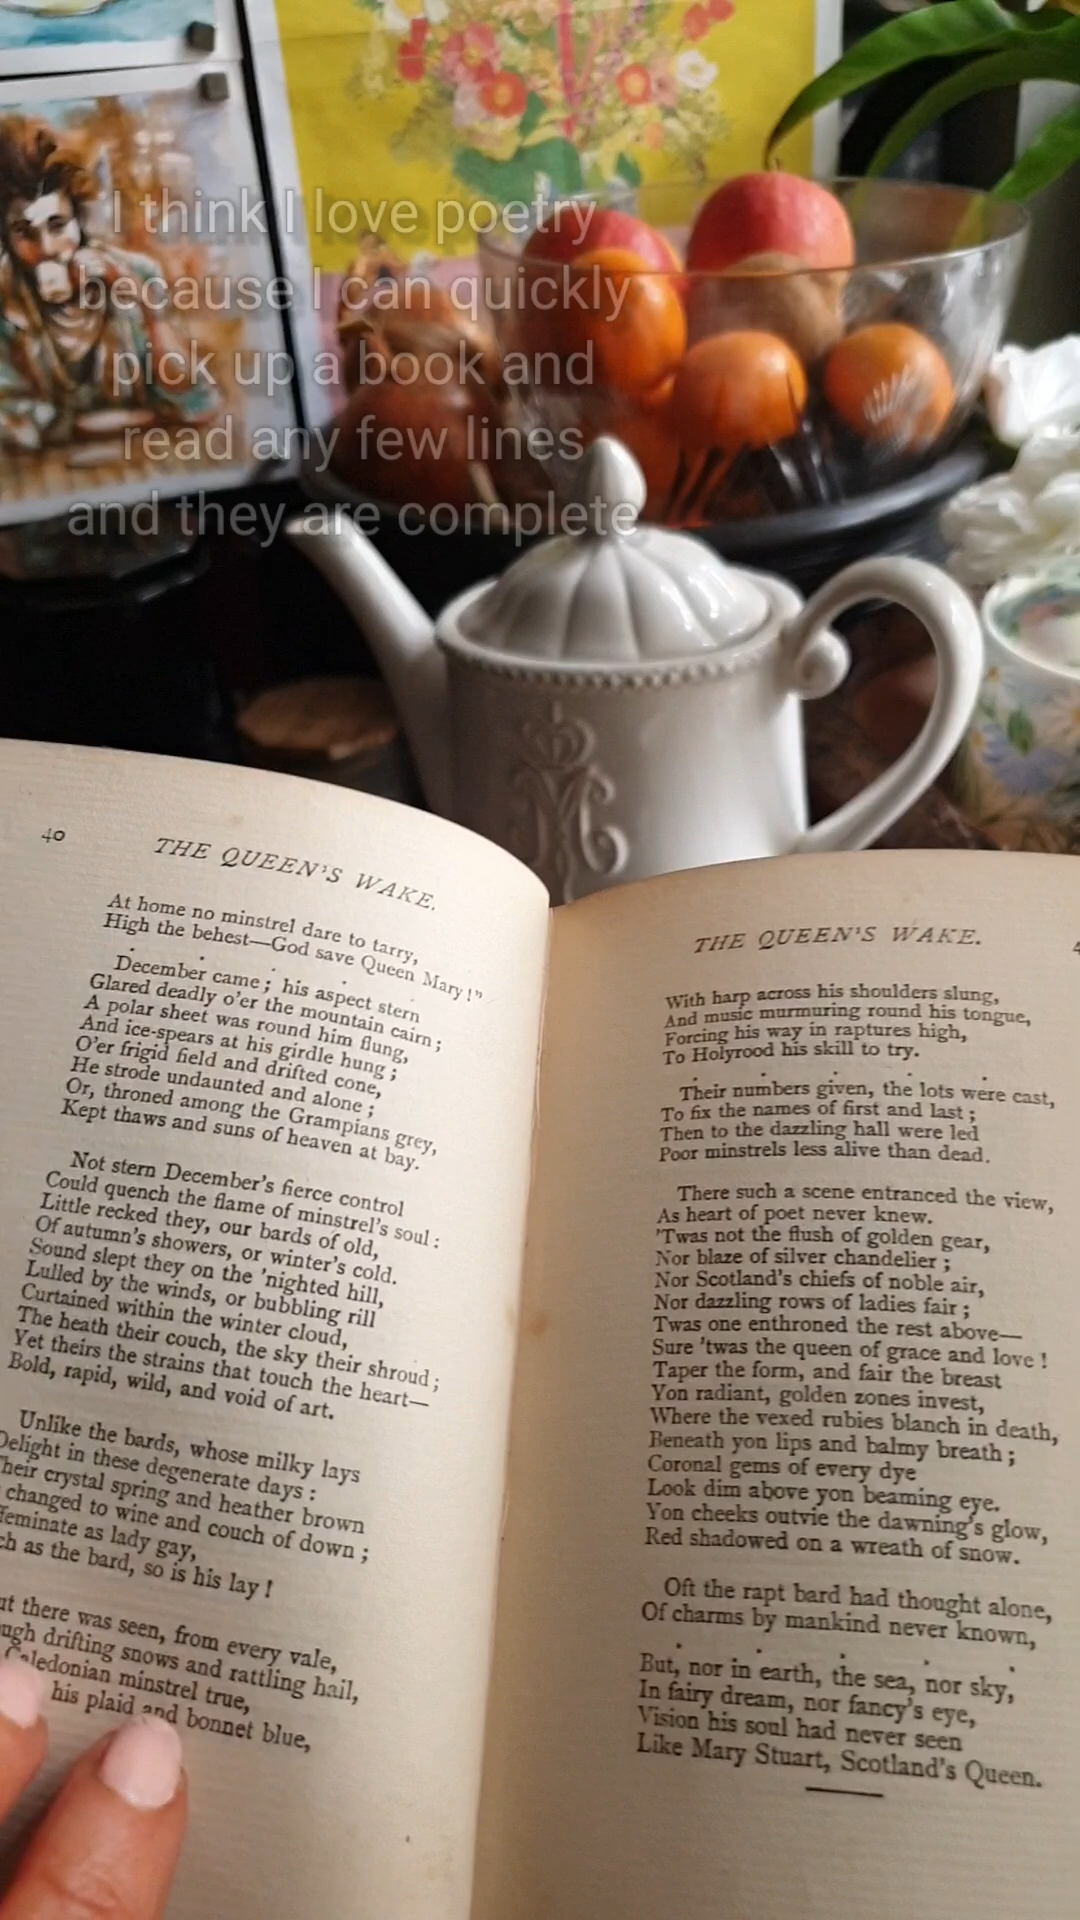 I think I love poetry
because I can quickly
pick up a book and
read any few lines
and they are complete
40
THE QUEEN'S WAKE.
At home no minstrel dare to tarry,
High the behest—God save Queen Mary!"
December came; his aspect stern
Glared deadly o'er the mountain cairn;
A polar sheet was round him flung,
And ice-spears at his girdle hung;
O'er frigid field and drifted cone,
He strode undaunted and alone;
Or, throned among the Grampians grey,
Kept thaws and suns of heaven at bay.
Not stern December's fierce control
Could quench the flame of minstrel's soul:
Little recked they, our bards of old,
Of autumn's showers, or winter's cold.
Sound slept they on the 'nighted hill,
Lulled by the winds, or bubbling rill
Curtained within the winter cloud,
The heath their couch, the sky their shroud;
Yet theirs the strains that touch the heart—
Bold, rapid, wild, and void of art.
Unlike the bards, whose milky lays
Delight in these degenerate days:
Their crystal spring and heather brown
changed to wine and couch of down;
as lady gay,
as the bard, so is his lay!
there was seen, from every vale,
drifting snows and rattling hail,
Caledonian minstrel true,
his plaid and bonnet blue,
THE QUEEN'S WAKE.
With harp across his shoulders slung,
And music murmuring round his tongue,
Forcing his way in raptures high,
To Holyrood his skill to try.
Their numbers given, the lots were cast,
To fix the names of first and last;
Then to the dazzling hall were led
Poor minstrels less alive than dead.
There such a scene entranced the view,
As heart of poet never knew.
'Twas not the flush of golden gear,
Nor blaze of silver chandelier;
Nor Scotland's chiefs of noble air,
Nor dazzling rows of ladies fair;
Twas one enthroned the rest above—
Sure 'twas the queen of grace and love!
Taper the form, and fair the breast
Yon radiant, golden zones invest,
Where the vexed rubies blanch in death,
Beneath yon lips and balmy breath;
Coronal gems of every dye
Look dim above yon beaming eye.
Yon cheeks outvie the dawning's glow,
Red shadowed on a wreath of snow.
Oft the rapt bard had thought alone,
Of charms by mankind never known,
But, nor in earth, the sea, nor sky,
In fairy dream, nor fancy's eye,
Vision his soul had never seen
Like Mary Stuart, Scotland's Queen.